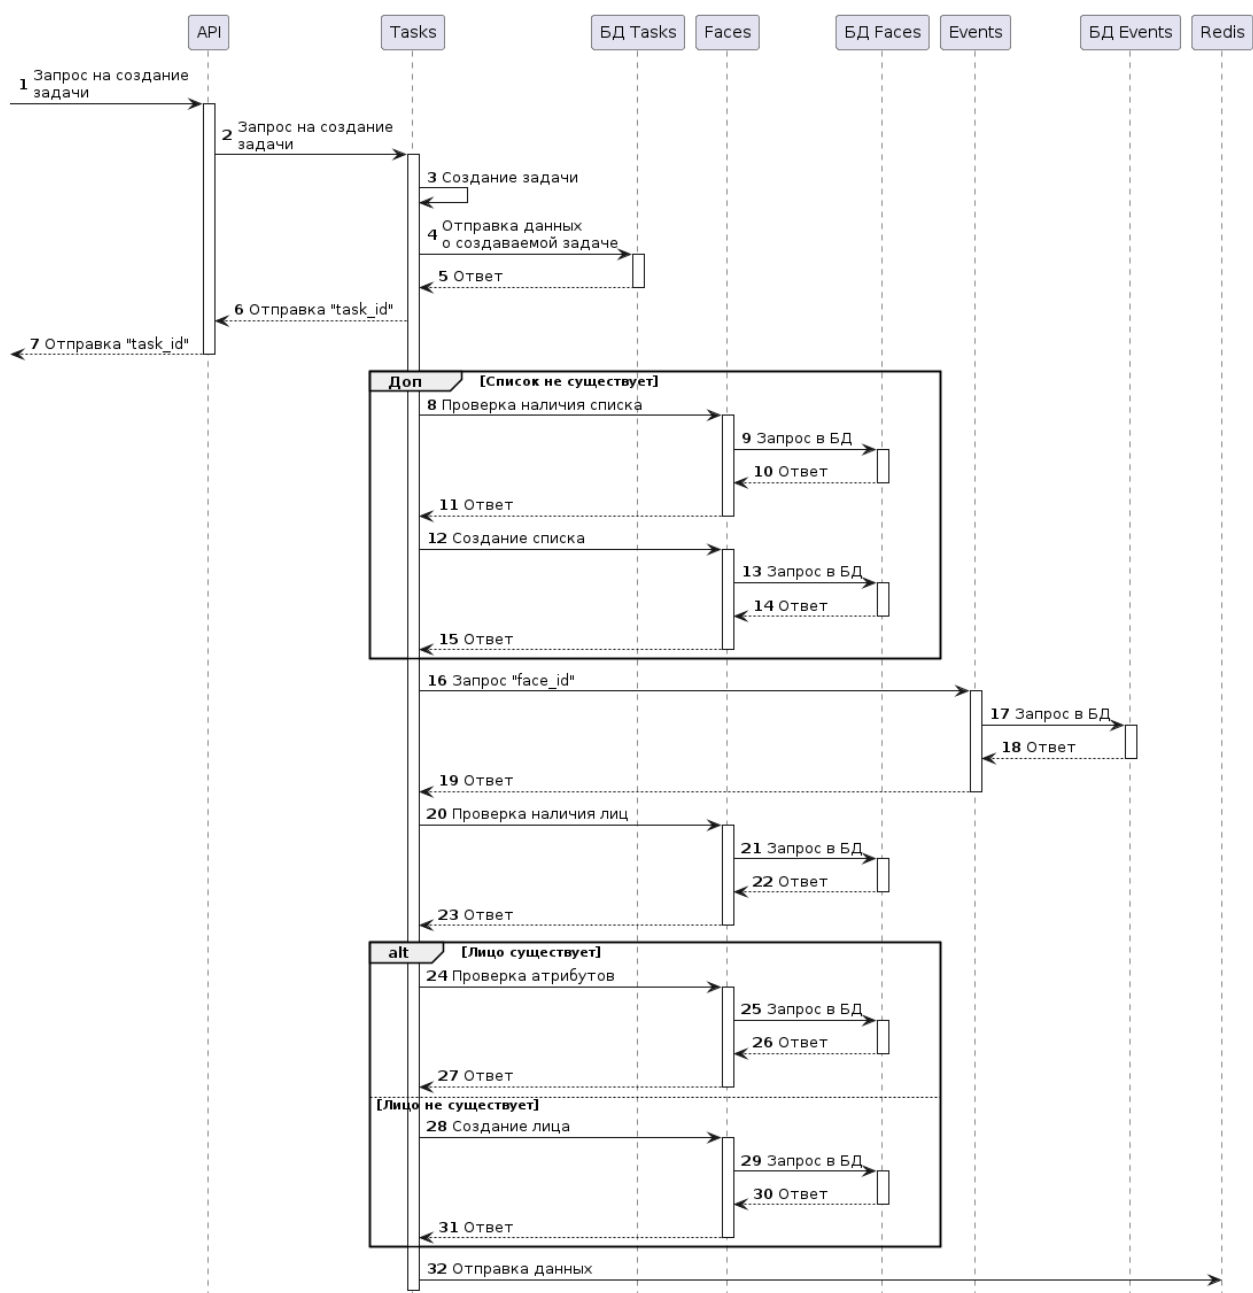 API
Tasks
БД Tasks
Faces
БД Faces
Events
БД Events
Redis
1 Запрос на создание
задачи
2 Запрос на создание
задачи
3 Создание задачи
4 Отправка данных
о создаваемой задаче
5 Ответ
6 Отправка "task_id"
7 Отправка "task_id"
Доп [Список не существует]
8 Проверка наличия списка
9 Запрос в БД
10 Ответ
11 Ответ
12 Создание списка
13 Запрос в БД
14 Ответ
15 Ответ
16 Запрос "face_id"
17 Запрос в БД
18 Ответ
19 Ответ
20 Проверка наличия лиц
21 Запрос в БД
22 Ответ
23 Ответ
alt [Лицо существует]
24 Проверка атрибутов
25 Запрос в БД
26 Ответ
27 Ответ
[Лицо не существует]
28 Создание лица
29 Запрос в БД
30 Ответ
31 Ответ
32 Отправка данных